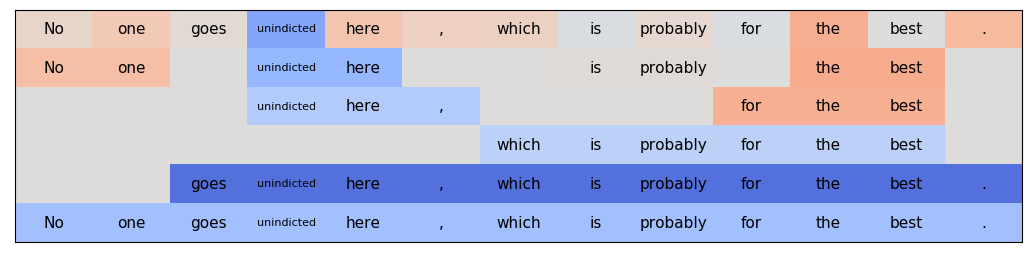 No one goes unindicted here , which is probably for the best .
No one unindicted here is probably the best
unindicted here , for the best
which is probably for the best
goes unindicted here , which is probably for the best .
No one goes unindicted here , which is probably for the best .